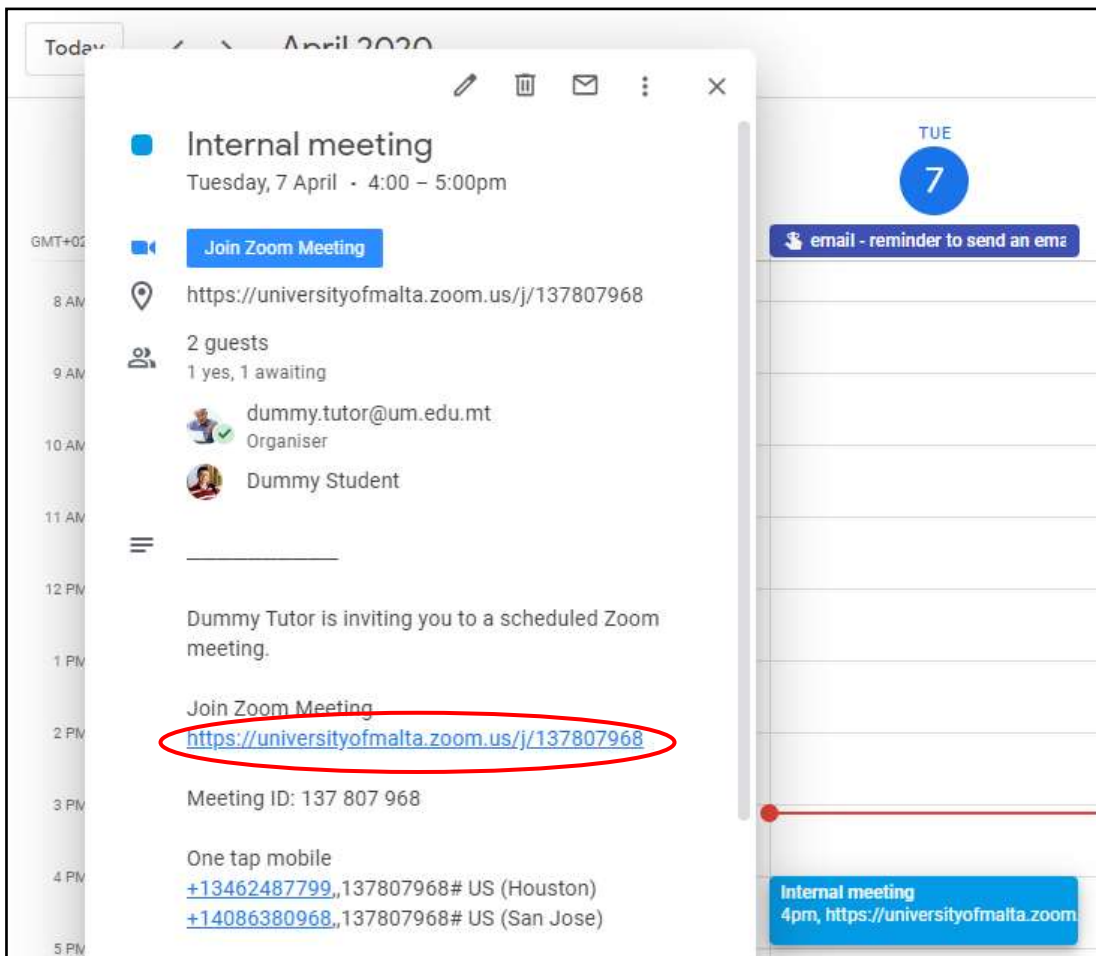 Today
April 2020
Internal meeting
Tuesday, 7 April • 4:00 – 5:00pm
Join Zoom Meeting
https://universityofmalta.zoom.us/j/137807968
2 guests
1 yes, 1 awaiting
dummy.tutor@um.edu.mt
Organiser
Dummy Student
Dummy Tutor is inviting you to a scheduled Zoom
meeting.
Join Zoom Meeting
https://universityofmalta.zoom.us/j/137807968
Meeting ID: 137 807 968
One tap mobile
+13462487799,,137807968# US (Houston)
+14086380968,,137807968# US (San Jose)
GMT+02
8 AM
9 AM
10 AM
11 AM
12 PM
1 PM
2 PM
3 PM
4 PM
5 PM
TUE
7
email - reminder to send an ema
Internal meeting
4pm, https://universityofmalta.zoom